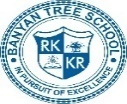 BANYAN TREE SCHOOL
RK
KR
IN PURSUIT OF EXCELLENCE